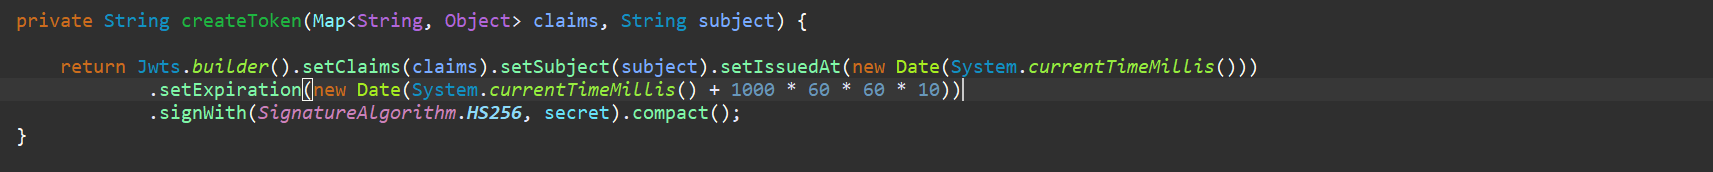 private String createToken(Map<String, Object> claims, String subject) {
return Jwts.builder().setClaims(claims).setSubject(subject).setIssuedAt(new Date(System.currentTimeMillis()))
.setExpiration(new Date(System.currentTimeMillis() + 1000 * 60 * 60 * 10))
.signWith(SignatureAlgorithm.HS256, secret).compact();
}